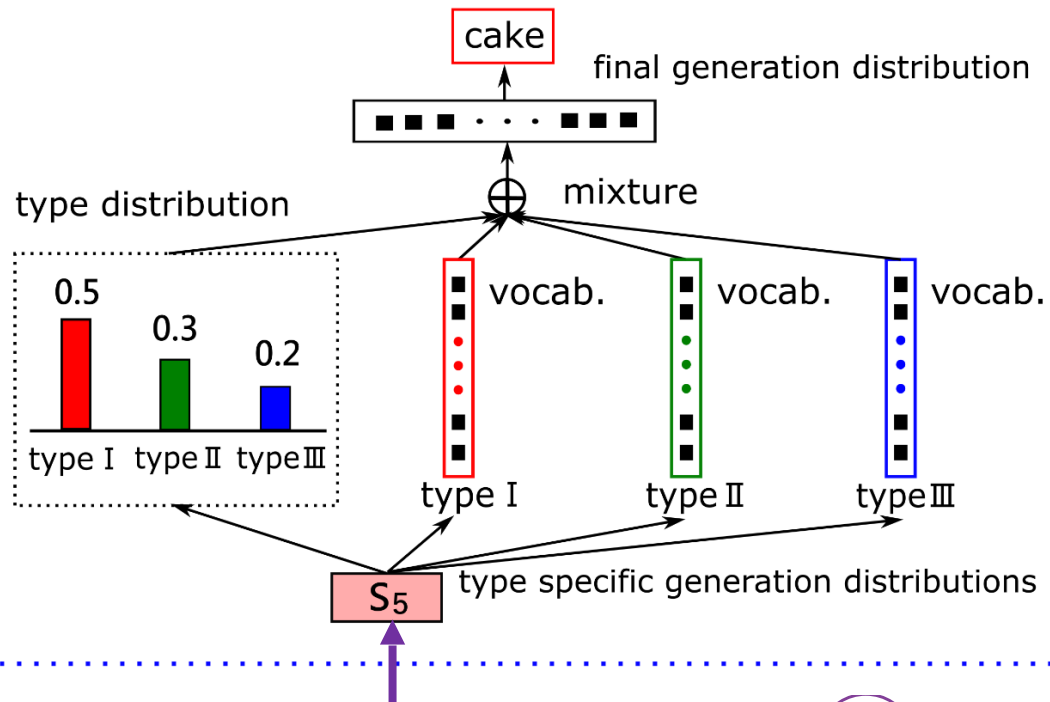 cake
final generation distribution
mixture
type distribution
0.5
0.3
0.2
type Ⅰ type Ⅱ type Ⅲ
vocab. vocab. vocab.
type Ⅰ type Ⅱ type Ⅲ
type specific generation distributions
S₅